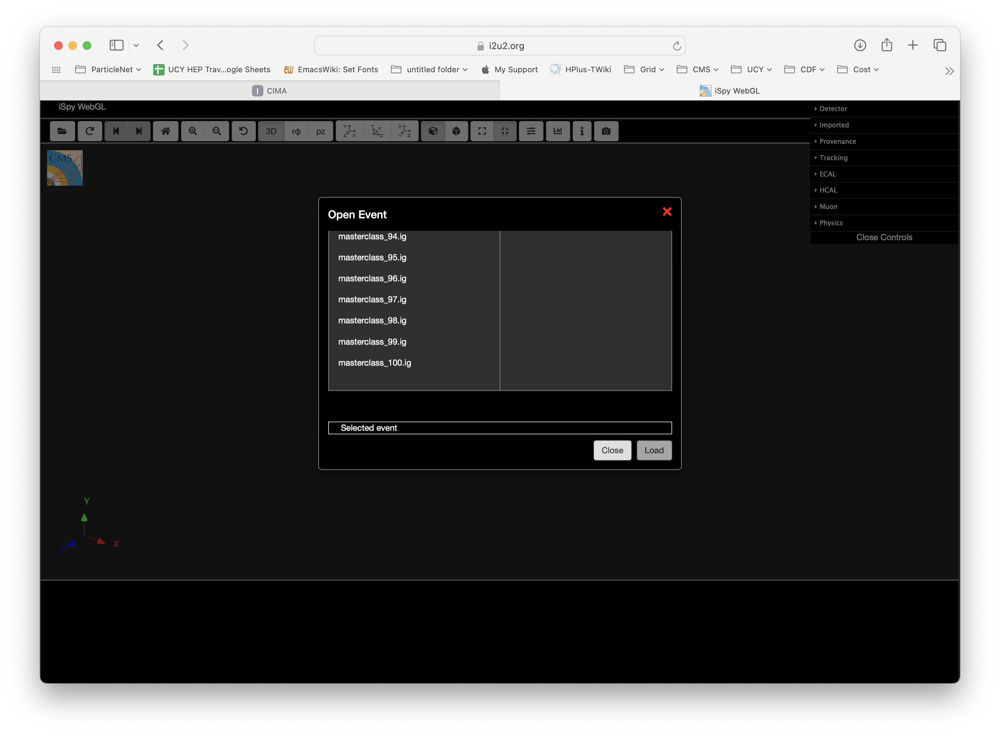 i2u2.org
ParticleNet
UCY HEP Trav...ogle Sheets
EmacsWiki: Set Fonts
untitled folder
My Support
HPlus-TWiki
Grid
CMS
UCY
CDF
Cost
I CIMA
iSpy WebGL
iSpy WebGL
3D
rϕ
ρz
Y Z X
Y X Z
X Y Z
Detector
Imported
Provenance
Tracking
ECAL
HCAL
Muon
Physics
Close Controls
CMS
Open Event
masterclass_94.ig
masterclass_95.ig
masterclass_96.ig
masterclass_97.ig
masterclass_98.ig
masterclass_99.ig
masterclass_100.ig
Selected event
Close
Load
Y
X
Z